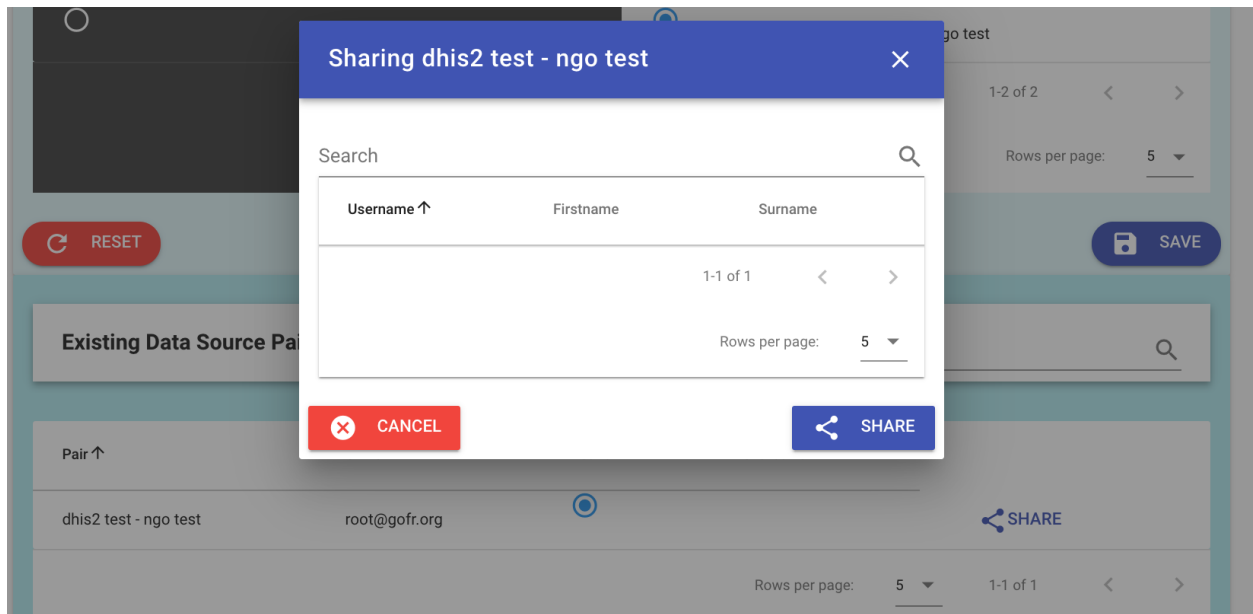 go test
Sharing dhis2 test - ngo test
1-2 of 2
Search
Rows per page: 5
Username Firstname Surname
RESET
SAVE
1-1 of 1
Rows per page: 5
Existing Data Source Pai
CANCEL
SHARE
Pair
dhis2 test - ngo test root@gofr.org SHARE
Rows per page: 5 1-1 of 1